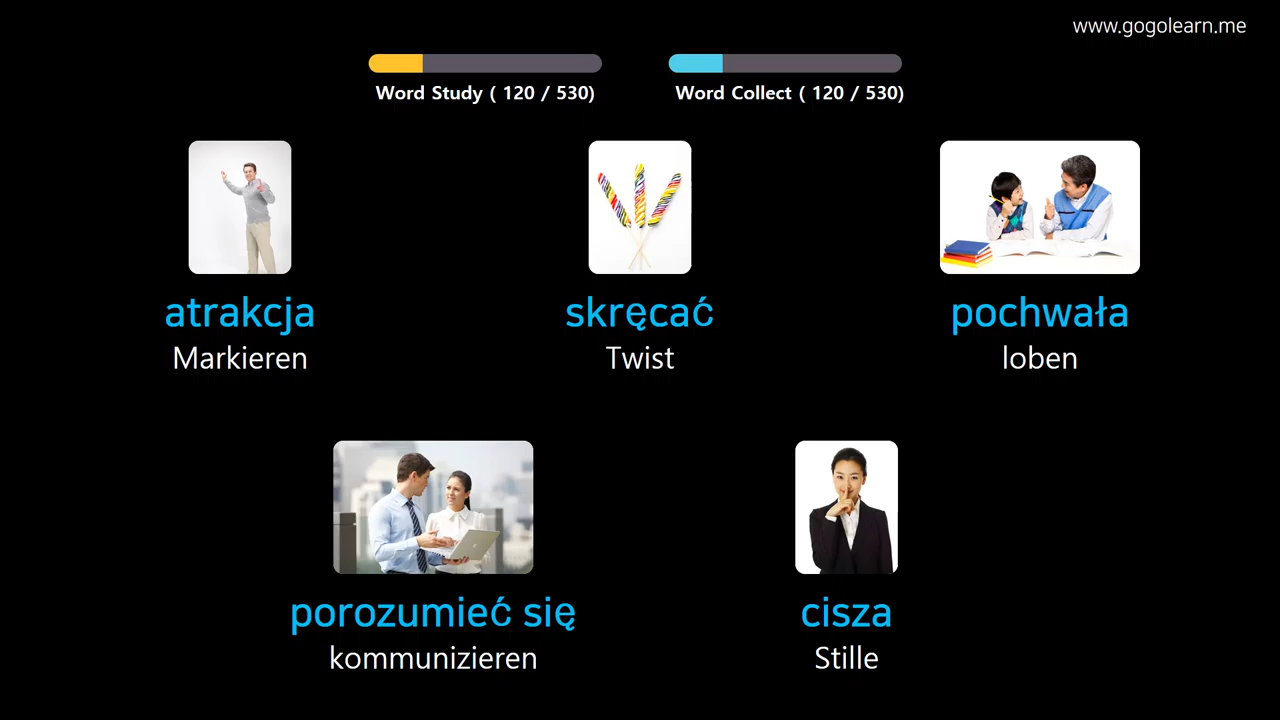 www.gogolearn.me
Word Study ( 120 / 530)
Word Collect ( 120 / 530)
atrakcja
Markieren
skręcać
Twist
pochwała
loben
porozumieć się
kommunizieren
cisza
Stille